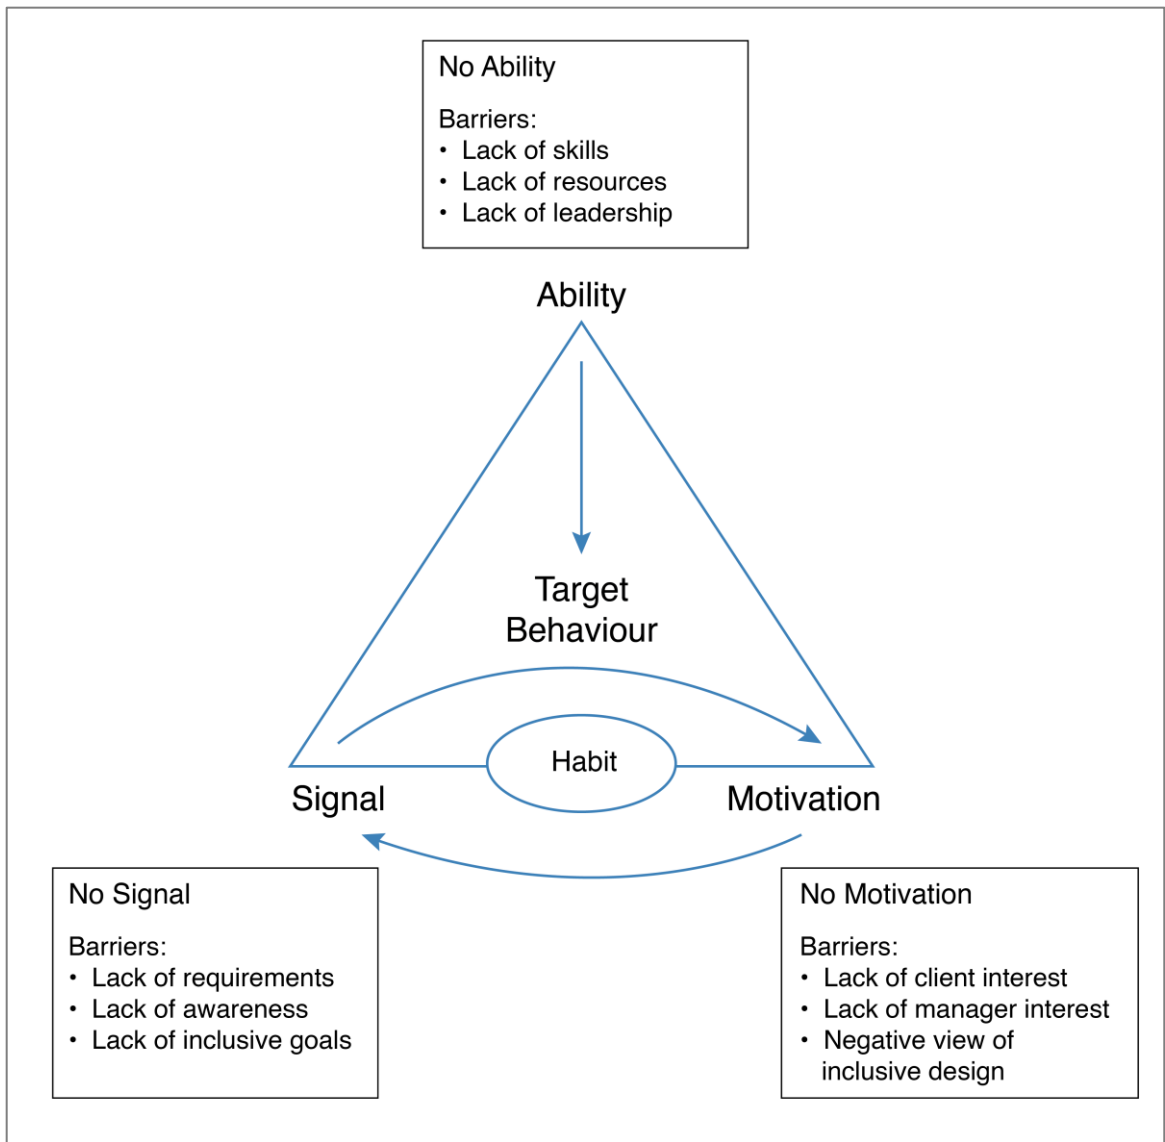 No Ability
Barriers:
• Lack of skills
• Lack of resources
• Lack of leadership
Ability
Target
Behaviour
Habit
Signal
Motivation
No Signal
Barriers:
• Lack of requirements
• Lack of awareness
• Lack of inclusive goals
No Motivation
Barriers:
• Lack of client interest
• Lack of manager interest
• Negative view of
inclusive design